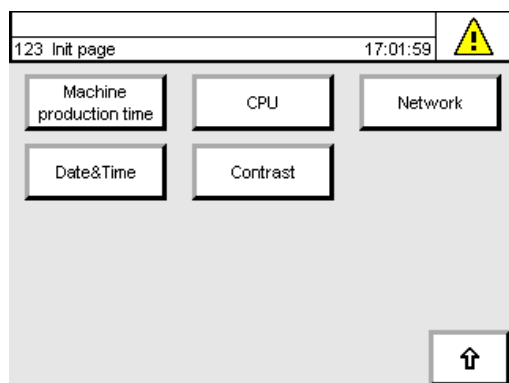 123 Init page 17:01:59
Machine
production time
CPU
Network
Date&Time
Contrast